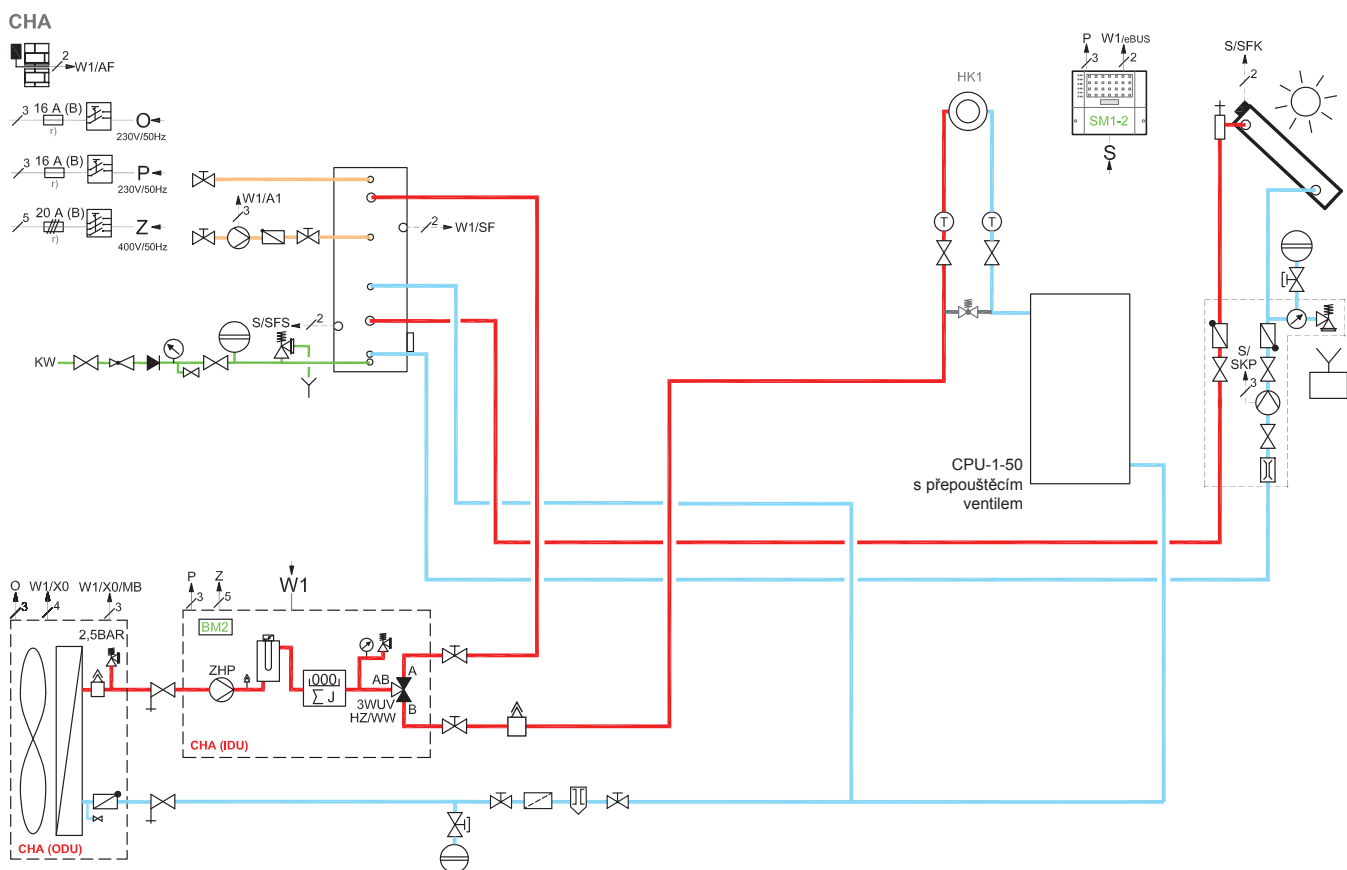 CHA
2
W1/AF
3
16 A (B)
r)
O
230V/50Hz
3
16 A (B)
r)
P
230V/50Hz
5
20 A (B)
r)
Z
400V/50Hz
W1/A1
3
2
W1/SF
S/SFS
2
KW
HK1
T
T
P
3
W1/eBUS
2
SM1-2
S
S/SFK
2
S/
SKP
3
CPU-1-50
s přepouštěcím
ventilem
O
3
W1/X0
4
W1/X0/MB
3
2,5BAR
CHA (ODU)
P
3
Z
5
W1
BM2
ZHP
000
Σ J
AB
A
B
3WUV
HZ/WW
CHA (IDU)